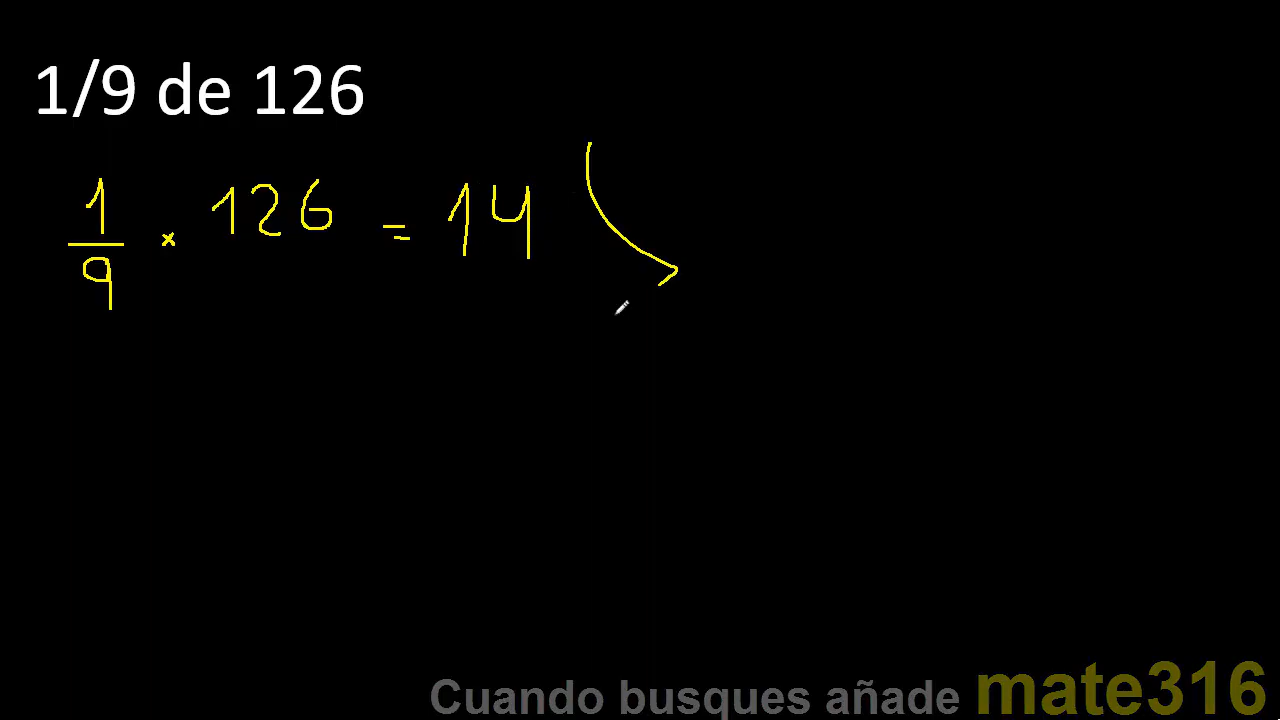 1/9 de 126
1/9 × 126 = 14
Cuando busques añade mate316